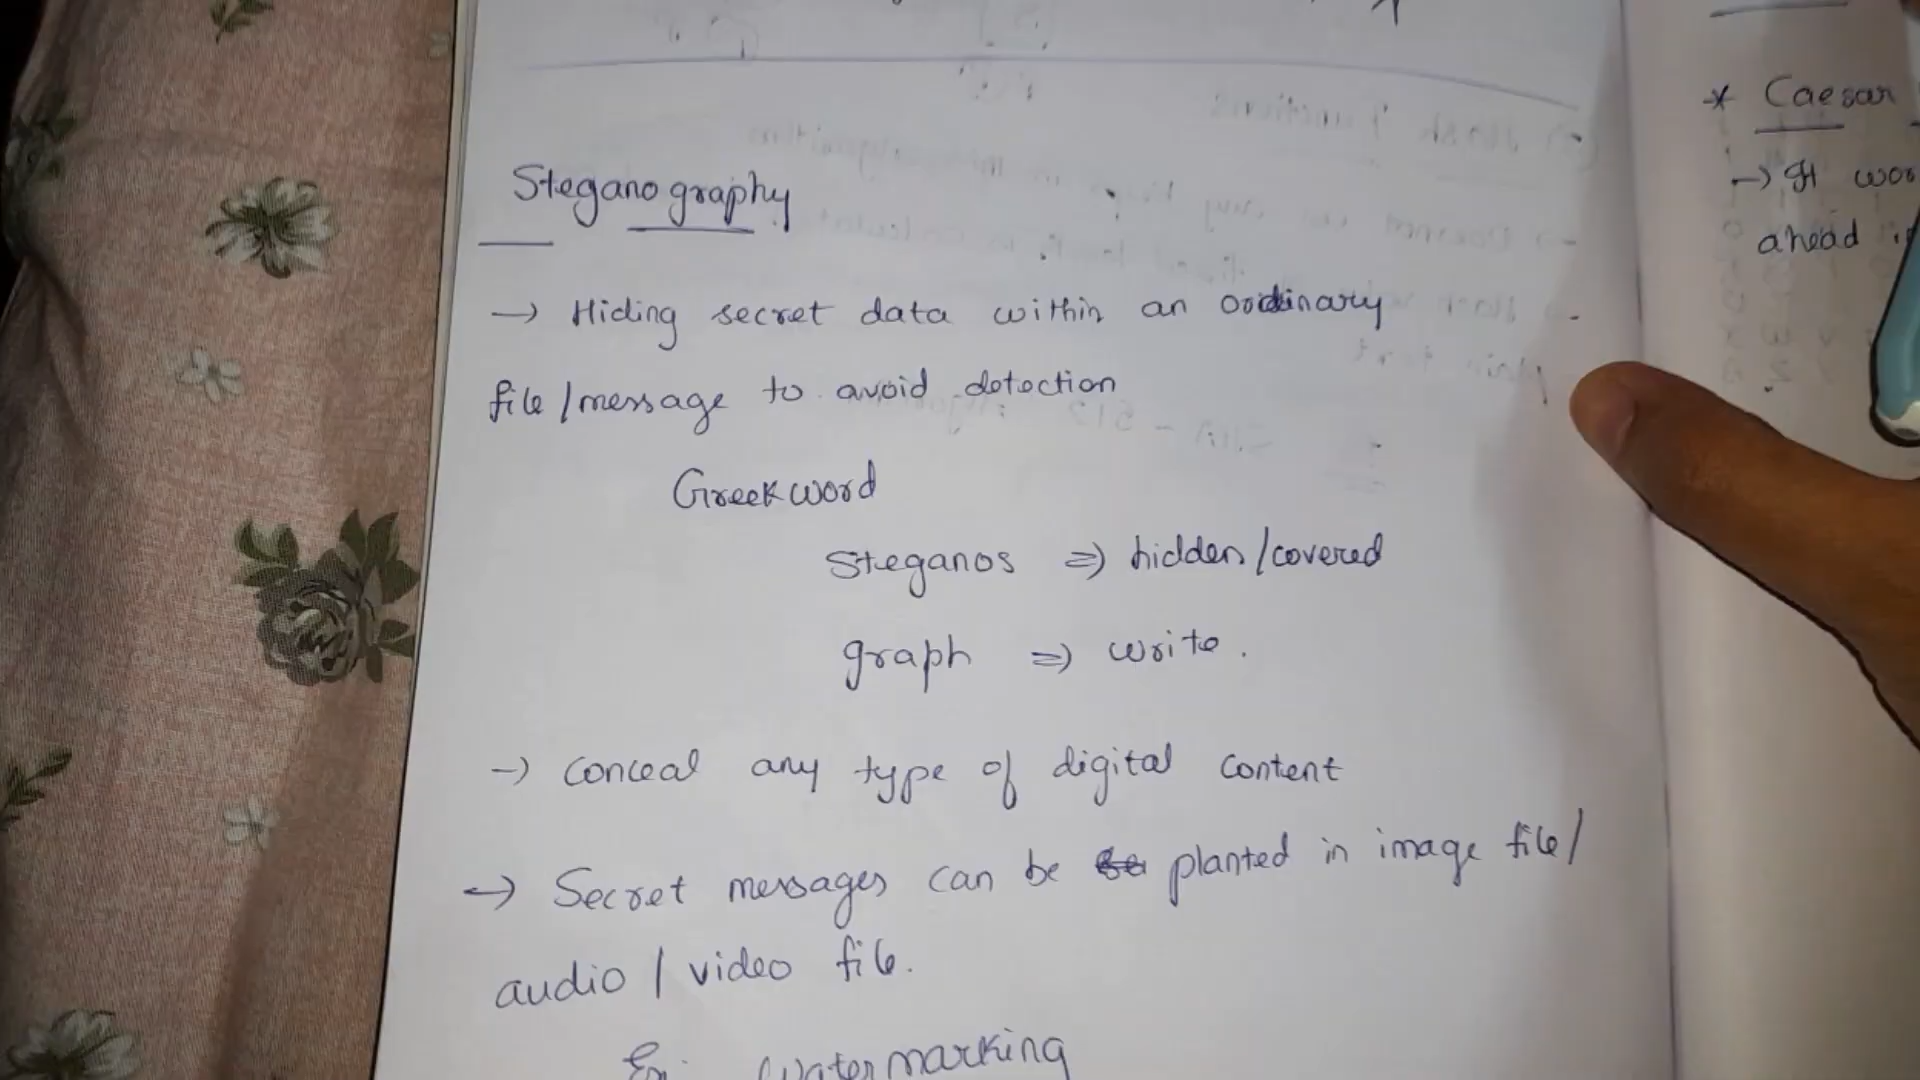 Steganography
→ Hiding secret data within an ordinary
file/message to avoid detection
Greek word
Steganos => hidden/covered
graph => write.
→ conceal any type of digital content
→ Secret messages can be planted in image file/
audio / video file.
Ex: Watermarking
* Caesar
→ It
ahead